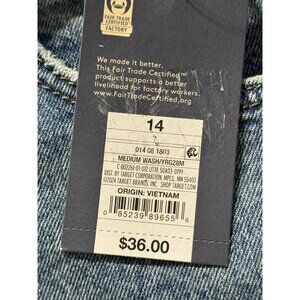 FAIR TRADE
CERTIFIED
FACTORY
We made it better.
This Fair Trade Certified™
product supports a better
livelihood for factory workers.
www.FairTradeCertified.org
14
014 08 1803
MEDIUM WASH/YRG28M
DIST. BY TARGET CORPORATION, MPLS., MN 55403
©2024 TARGET BRANDS, INC. SHOP TARGET.COM
ORIGIN: VIETNAM
0 85239 89655 6
$36.00